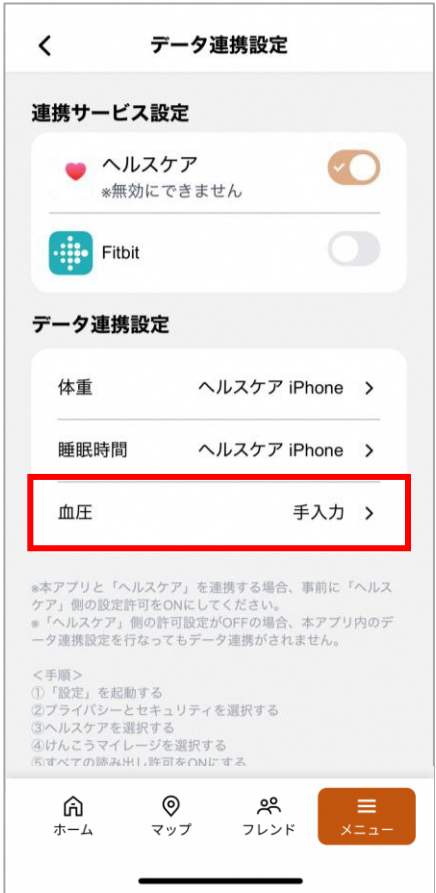 データ連携設定
連携サービス設定
ヘルスケア
※無効にできません
Fitbit
データ連携設定
体重 ヘルスケア iPhone
睡眠時間 ヘルスケア iPhone
血圧 手入力
※本アプリと「ヘルスケア」を連携する場合、事前に「ヘルス
ケア」側の設定許可をONにしてください。
※「ヘルスケア」側の許可設定がOFFの場合、本アプリ内のデ
ータ連携設定を行なってもデータ連携がされません。
＜手順＞
①「設定」を起動する
②プライバシーとセキュリティを選択する
③ヘルスケアを選択する
④けんこうマイレージを選択する
⑤すべての読み出し許可をONにする
ホーム マップ フレンド メニュー